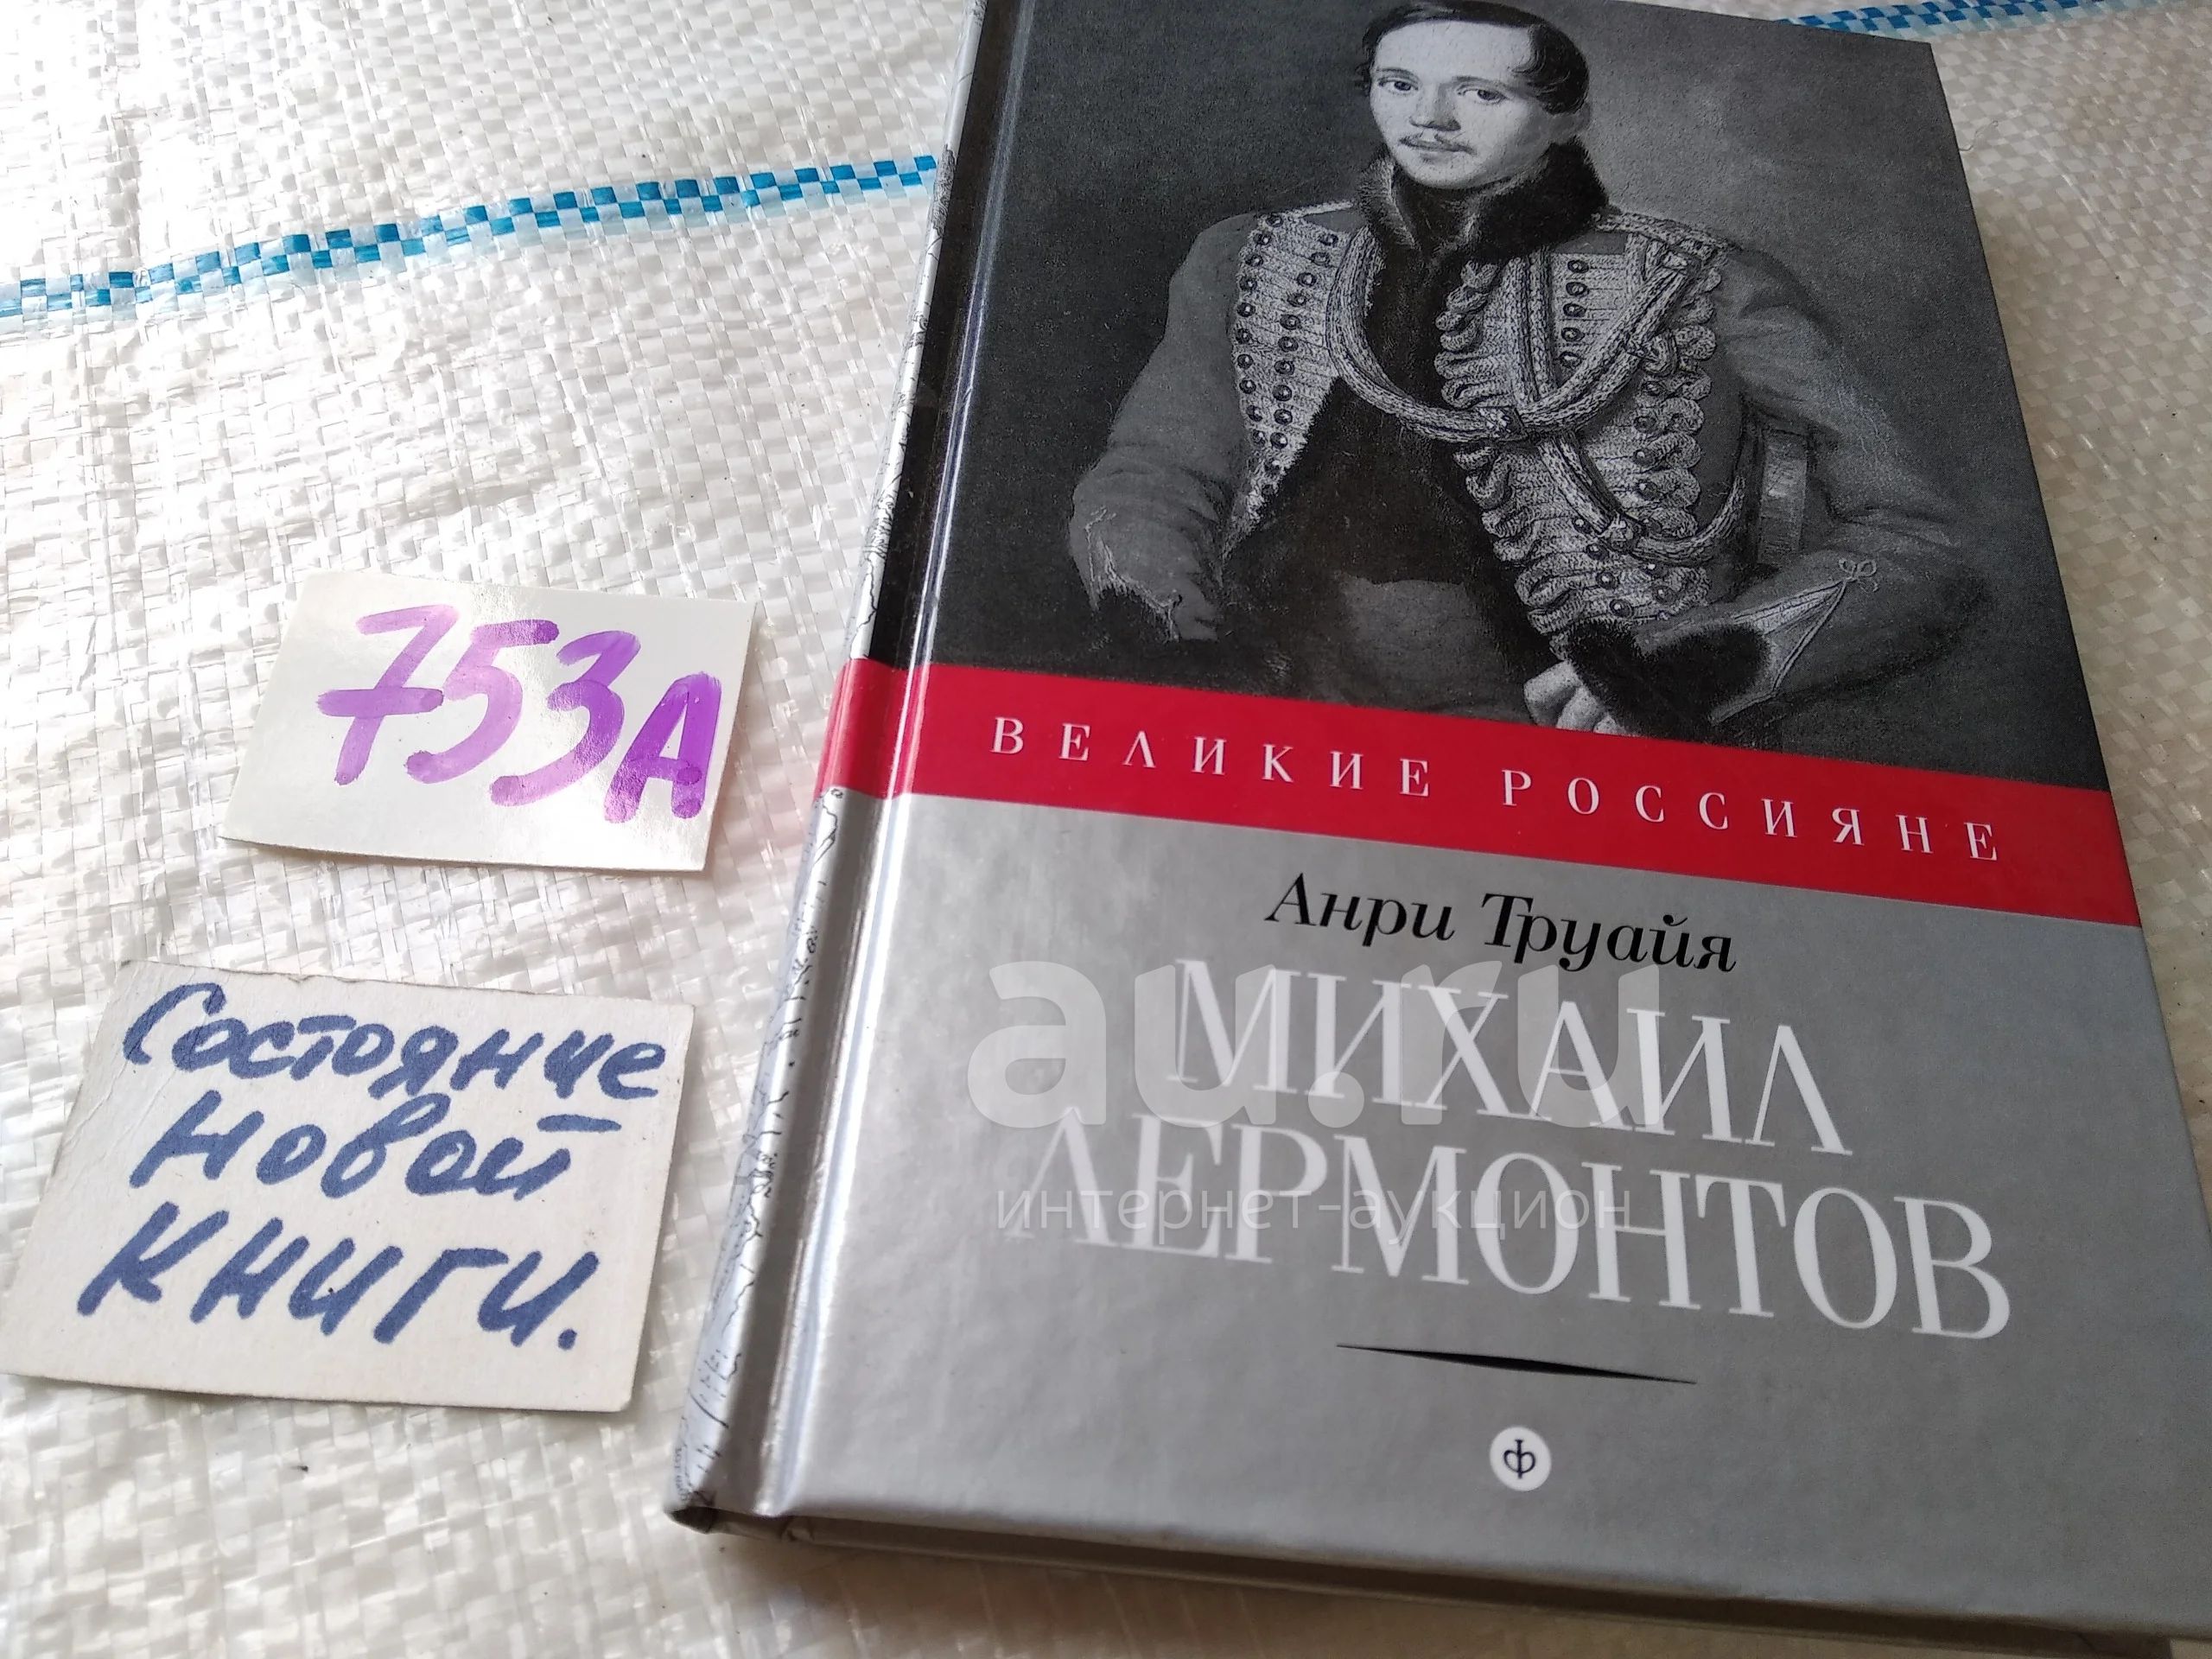 753А
Состояние
новой
книги.
ВЕЛИКИЕ РОССИЯНЕ
Анри Труайя
МИХАИЛ
ЛЕРМОНТОВ
ф
au.ru
интернет-аукцион